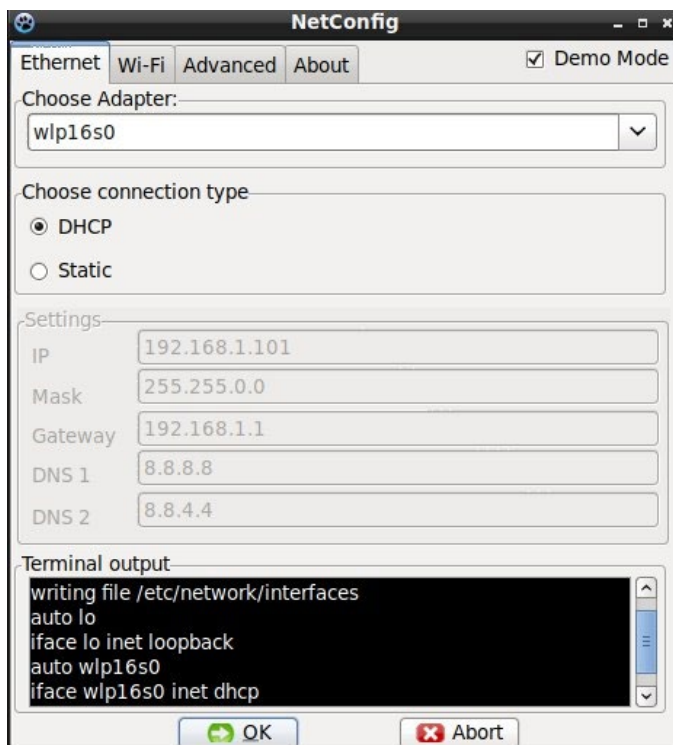 NetConfig
Ethernet Wi-Fi Advanced About Demo Mode
Choose Adapter:
wlp16s0
Choose connection type
DHCP
Static
Settings
IP 192.168.1.101
Mask 255.255.0.0
Gateway 192.168.1.1
DNS 1 8.8.8.8
DNS 2 8.8.4.4
Terminal output
writing file /etc/network/interfaces
auto lo
iface lo inet loopback
auto wlp16s0
iface wlp16s0 inet dhcp
OK Abort